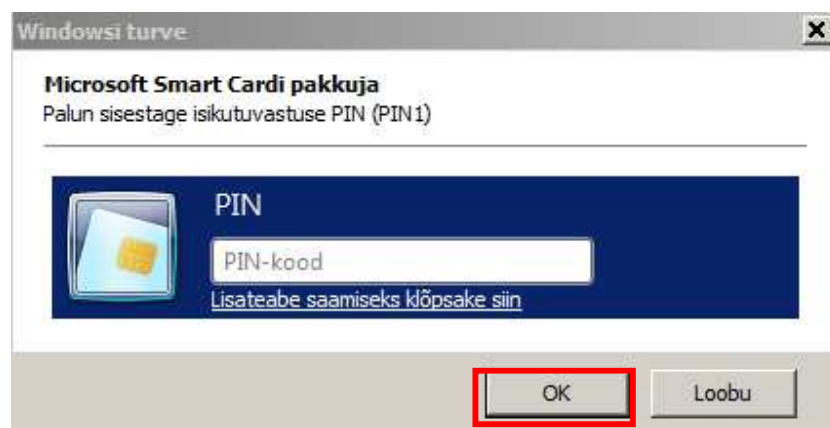 Windowsi turve
Microsoft Smart Cardi pakkuja
Palun sisestage isikutuvastuse PIN (PIN1)
PIN
PIN-kood
Lisateabe saamiseks klõpsake siin
OK
Loobu